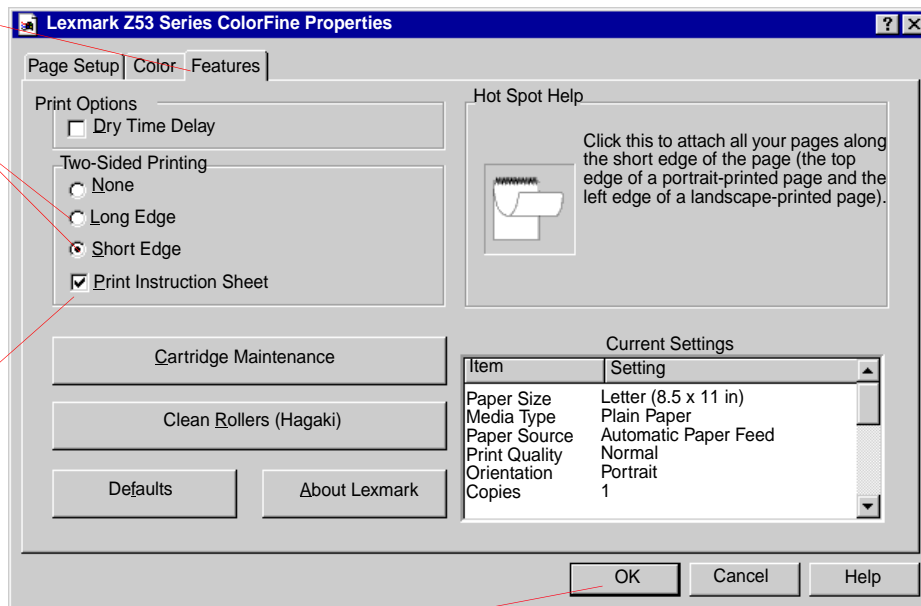 Lexmark Z53 Series ColorFine Properties
Page Setup Color Features
Print Options
Dry Time Delay
Two-Sided Printing
None
Long Edge
Short Edge
Print Instruction Sheet
Hot Spot Help
Click this to attach all your pages along
the short edge of the page (the top
edge of a portrait-printed page and the
left edge of a landscape-printed page).
Cartridge Maintenance
Clean Rollers (Hagaki)
Defaults About Lexmark
Current Settings
Item Setting
Paper Size Letter (8.5 x 11 in)
Media Type Plain Paper
Paper Source Automatic Paper Feed
Print Quality Normal
Orientation Portrait
Copies 1
OK Cancel Help